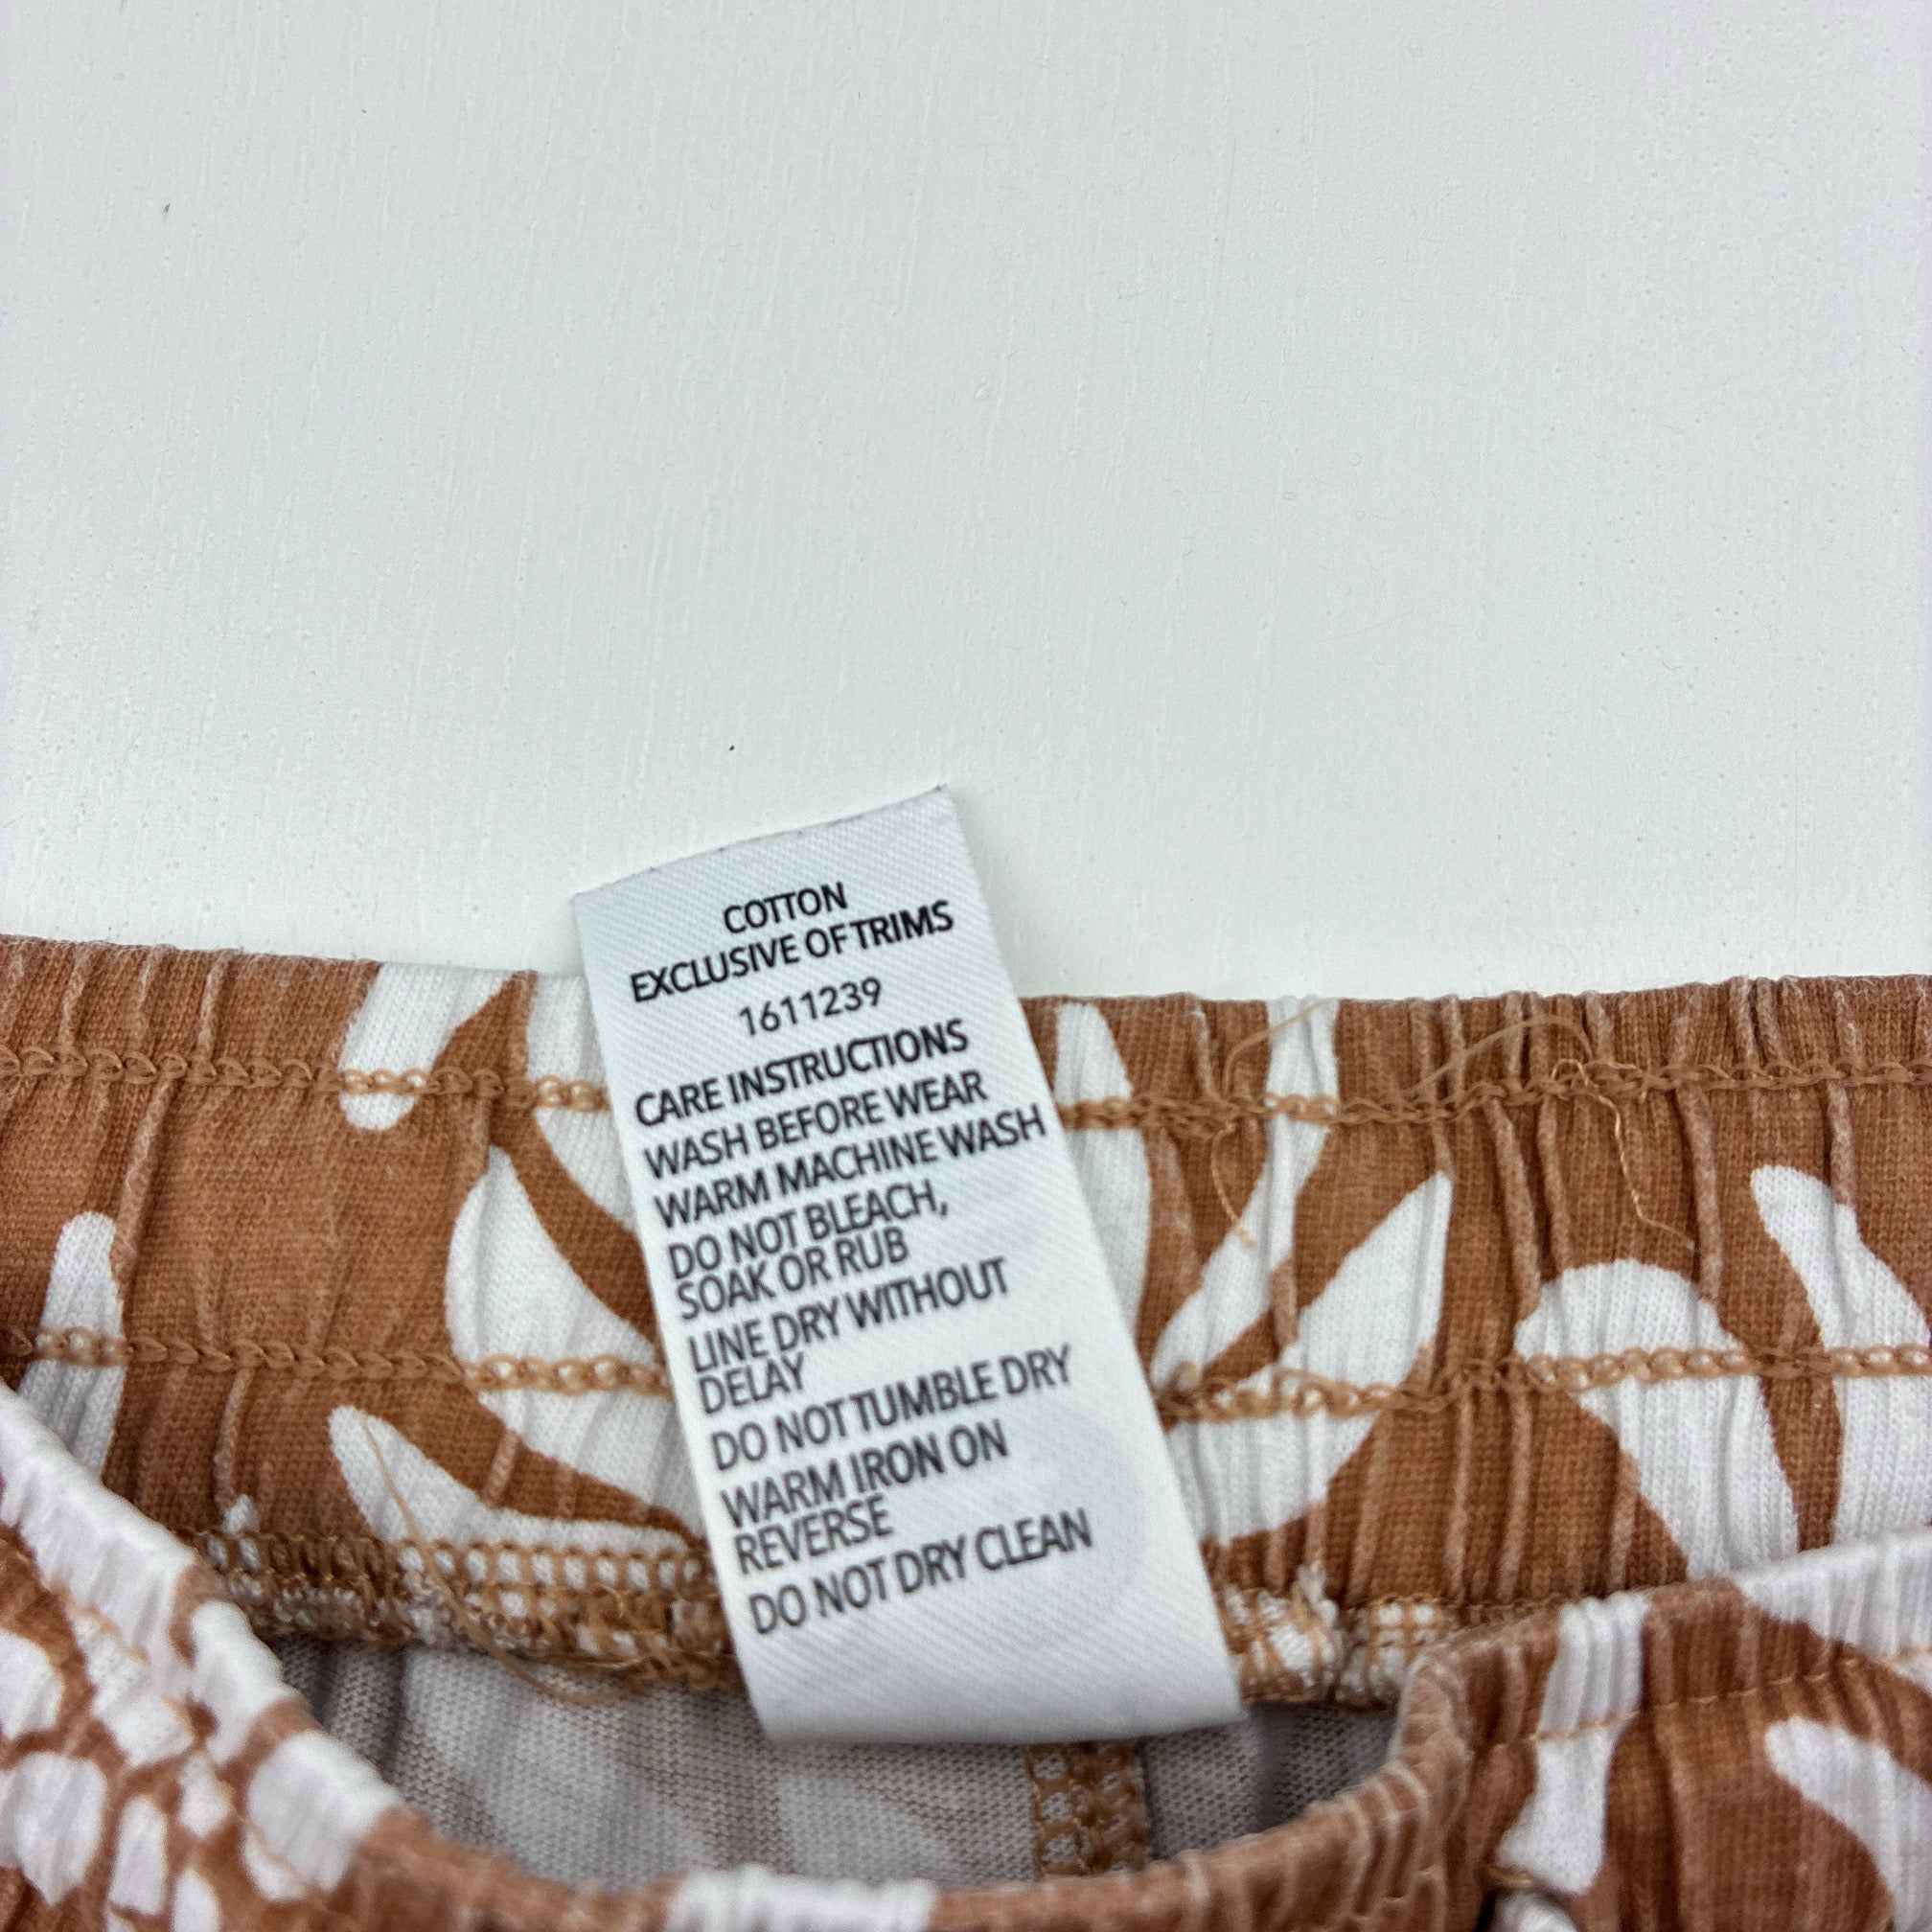 COTTON
EXCLUSIVE OF TRIMS
1611239
CARE INSTRUCTIONS
WASH BEFORE WEAR
WARM MACHINE WASH
DO NOT BLEACH,
SOAK OR RUB
LINE DRY WITHOUT
DELAY
DO NOT TUMBLE DRY
WARM IRON ON
REVERSE
DO NOT DRY CLEAN